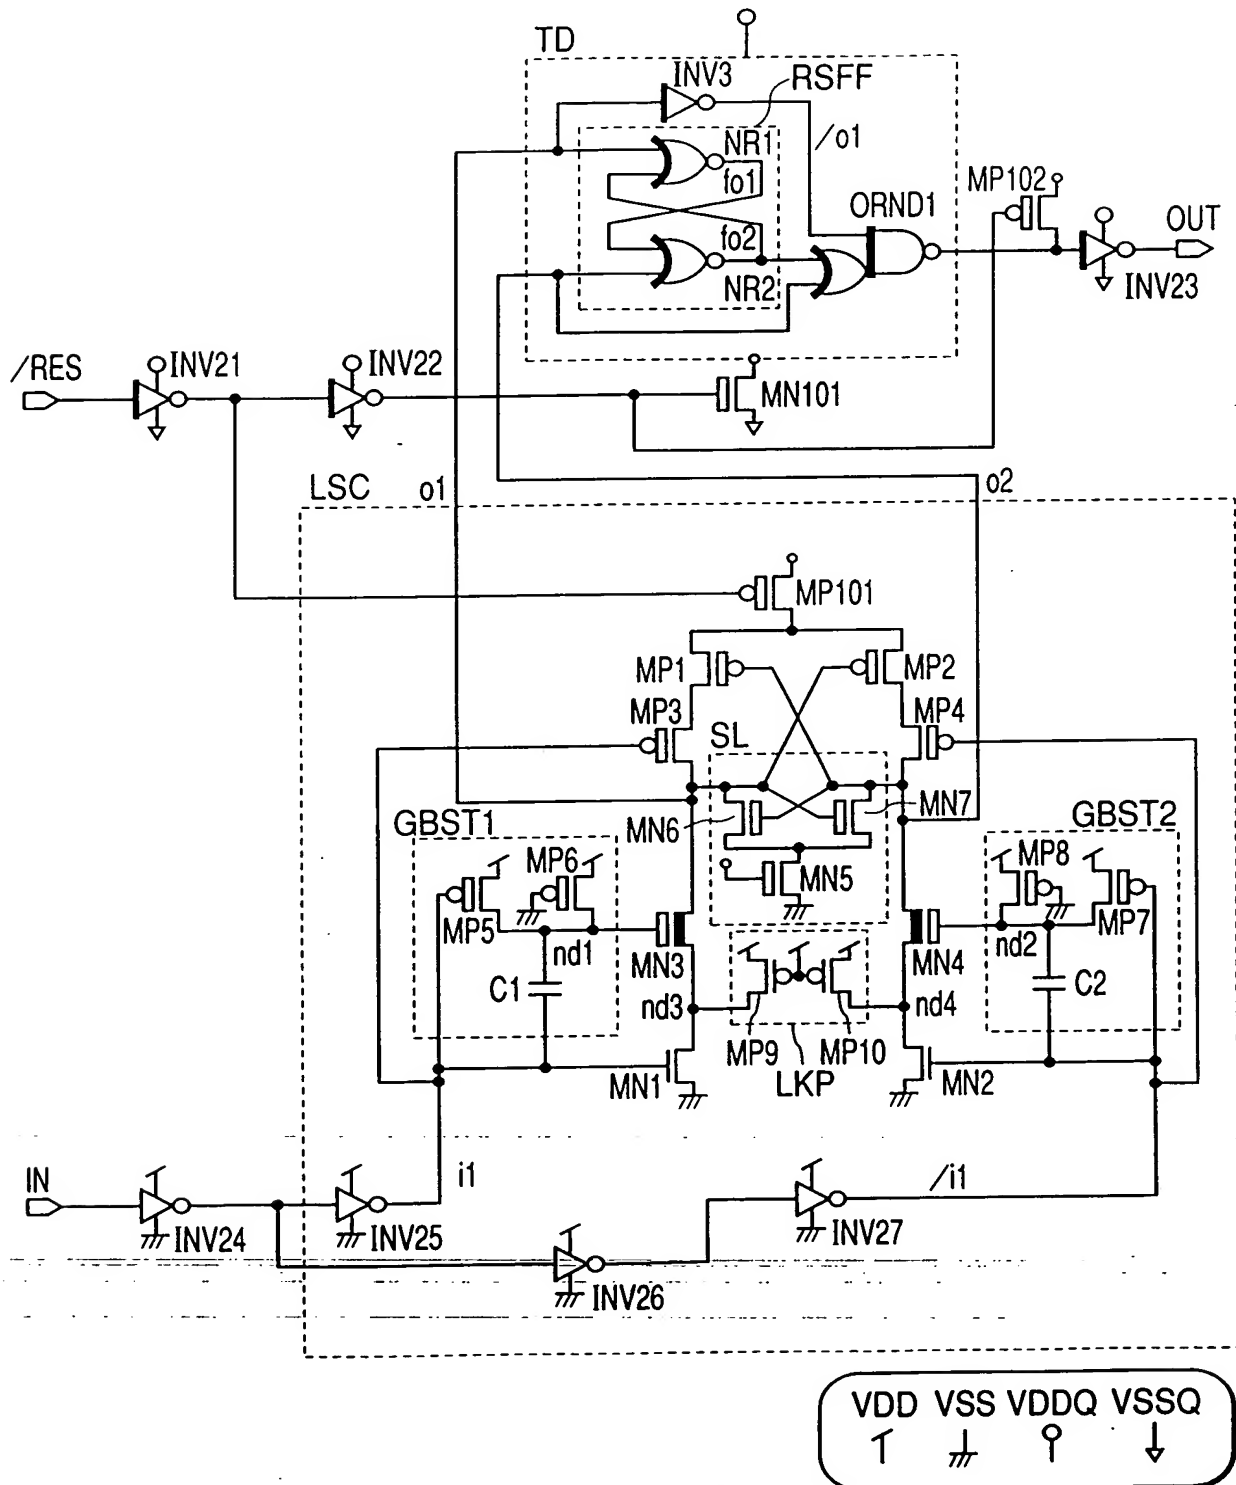 TD
INV3
RSFF
/o1
NR1
fo1
MP102
ORND1
OUT
fo2
NR2
INV23
/RES
INV21
INV22
MN101
LSC
o1
o2
MP101
MP1
MP2
MP3
MP4
SL
MN6
MN7
GBST1
GBST2
MP6
MP8
MN5
MP5
MP7
nd1
MN3
MN4
nd2
C1
C2
nd3
nd4
MP9
MP10
MN1
LKP
MN2
IN
i1
/i1
INV24
INV25
INV27
INV26
VDD VSS VDDQ VSSQ